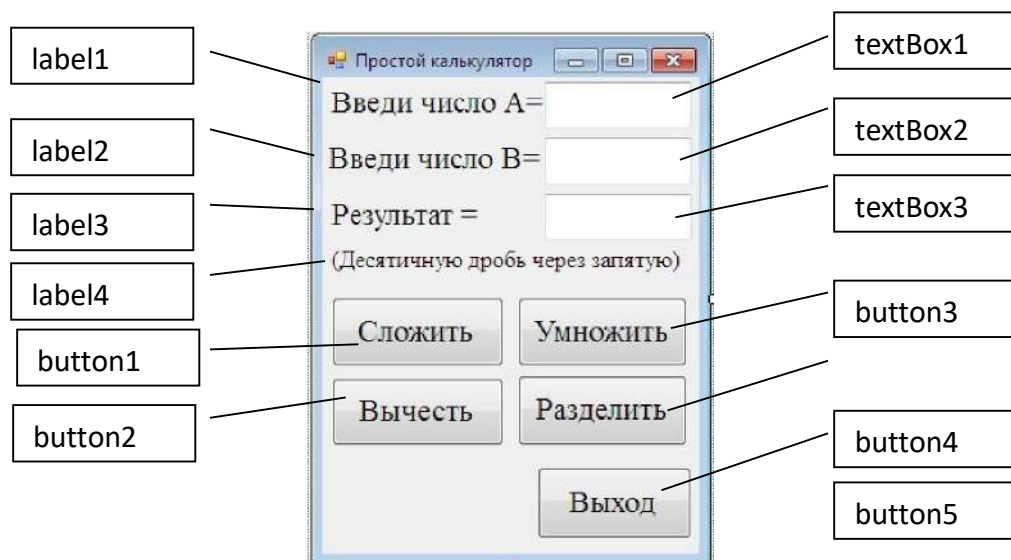 label1
label2
label3
label4
button1
button2
Простой калькулятор
Введи число А=
Введи число В=
Результат =
(Десятичную дробь через запятую)
Сложить
Умножить
Вычесть
Разделить
Выход
textBox1
textBox2
textBox3
button3
button4
button5